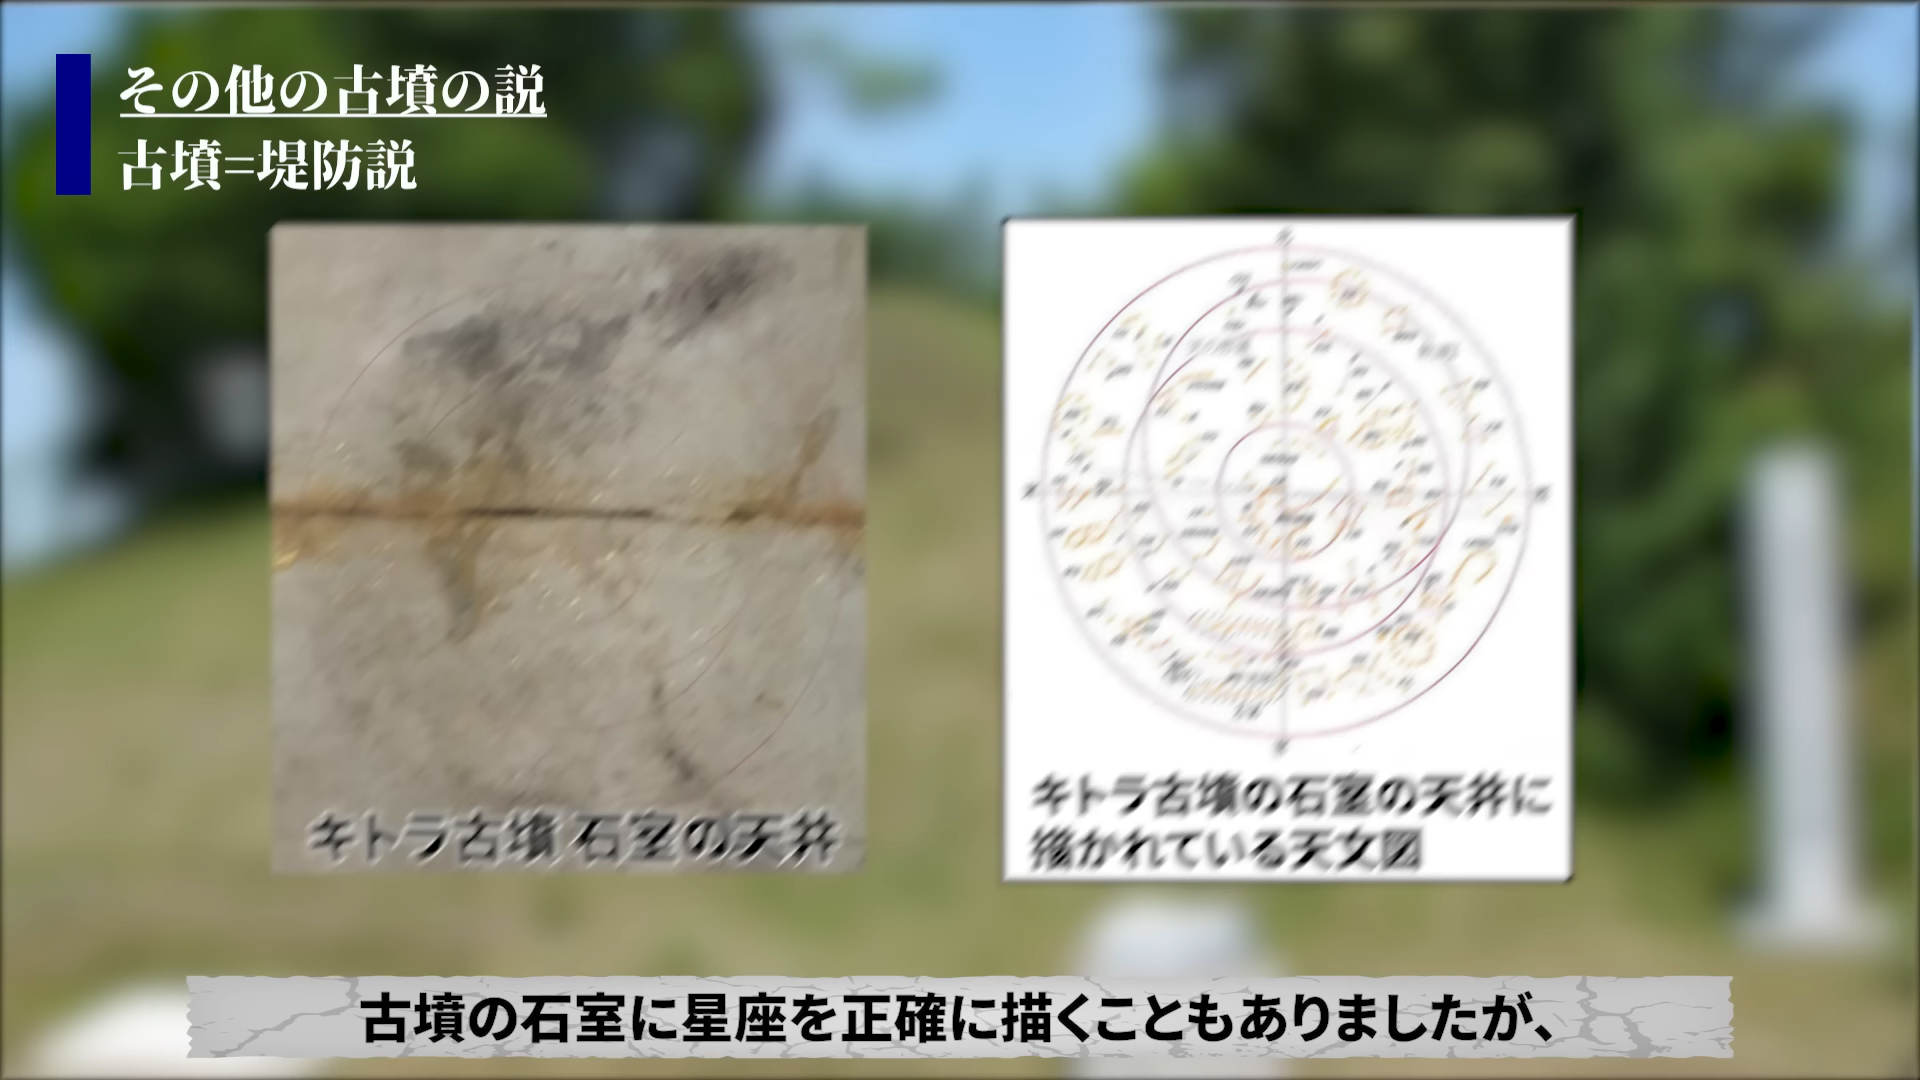 その他の古墳の説
古墳=堤防説
キトラ古墳 石室の天井
キトラ古墳の石室の天井に
描かれている天文図
古墳の石室に星座を正確に描くこともありましたが、